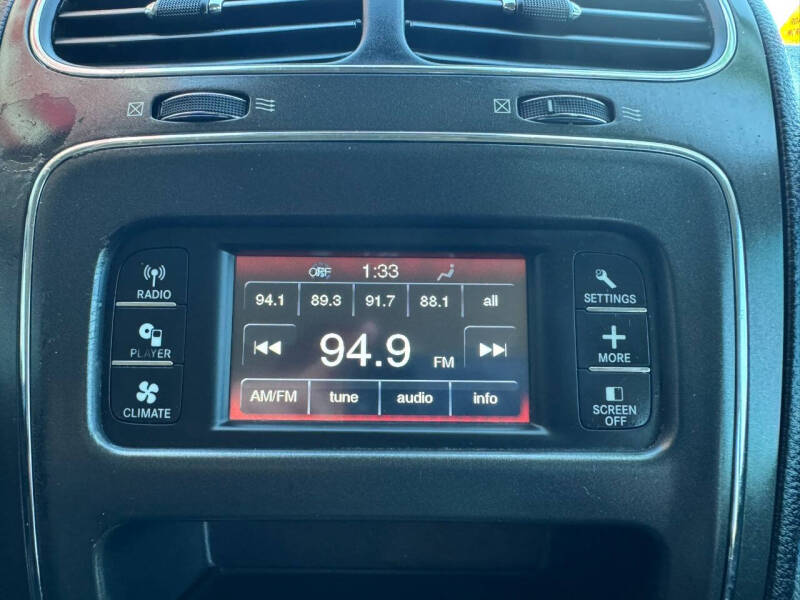 OFF 1:33
94.1 89.3 91.7 88.1 all
94.9 FM
AM/FM tune audio info
RADIO
PLAYER
CLIMATE
SETTINGS
MORE
SCREEN
OFF